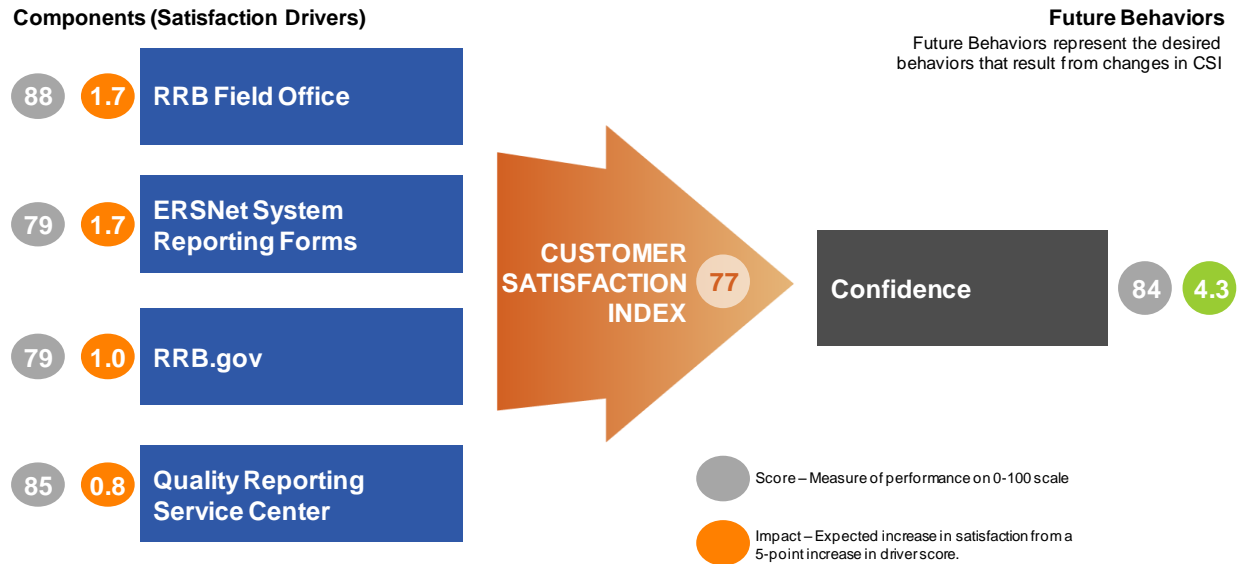 Components (Satisfaction Drivers)
Future Behaviors
Future Behaviors represent the desired
behaviors that result from changes in CSI
88
1.7
RRB Field Office
79
1.7
ERSNet System
Reporting Forms
79
1.0
RRB.gov
85
0.8
Quality Reporting
Service Center
CUSTOMER
SATISFACTION
INDEX
77
Confidence
84
4.3
Score – Measure of performance on 0-100 scale
Impact – Expected increase in satisfaction from a
5-point increase in driver score.